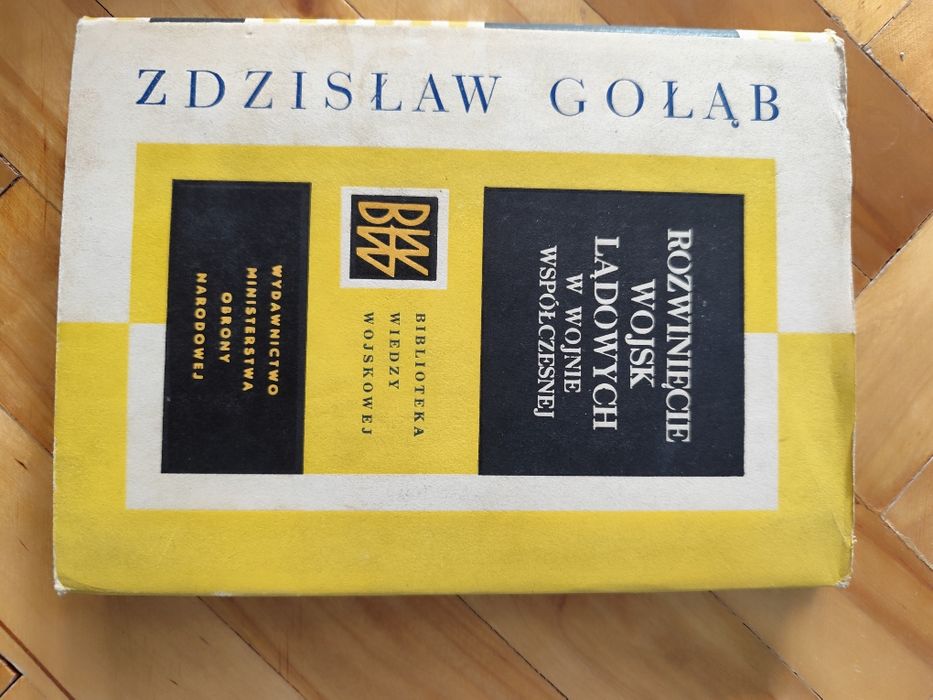 ZDZISŁAW GOŁĄB
ROZWINIĘCIE
WOJSK
LĄDOWYCH
W WOJNIE
WSPÓŁCZESNEJ
BWW
BIBLIOTEKA
WIEDZY
WOJSKOWEJ
WYDAWNICTWO
MINISTERSTWA
OBRONY
NARODOWEJ